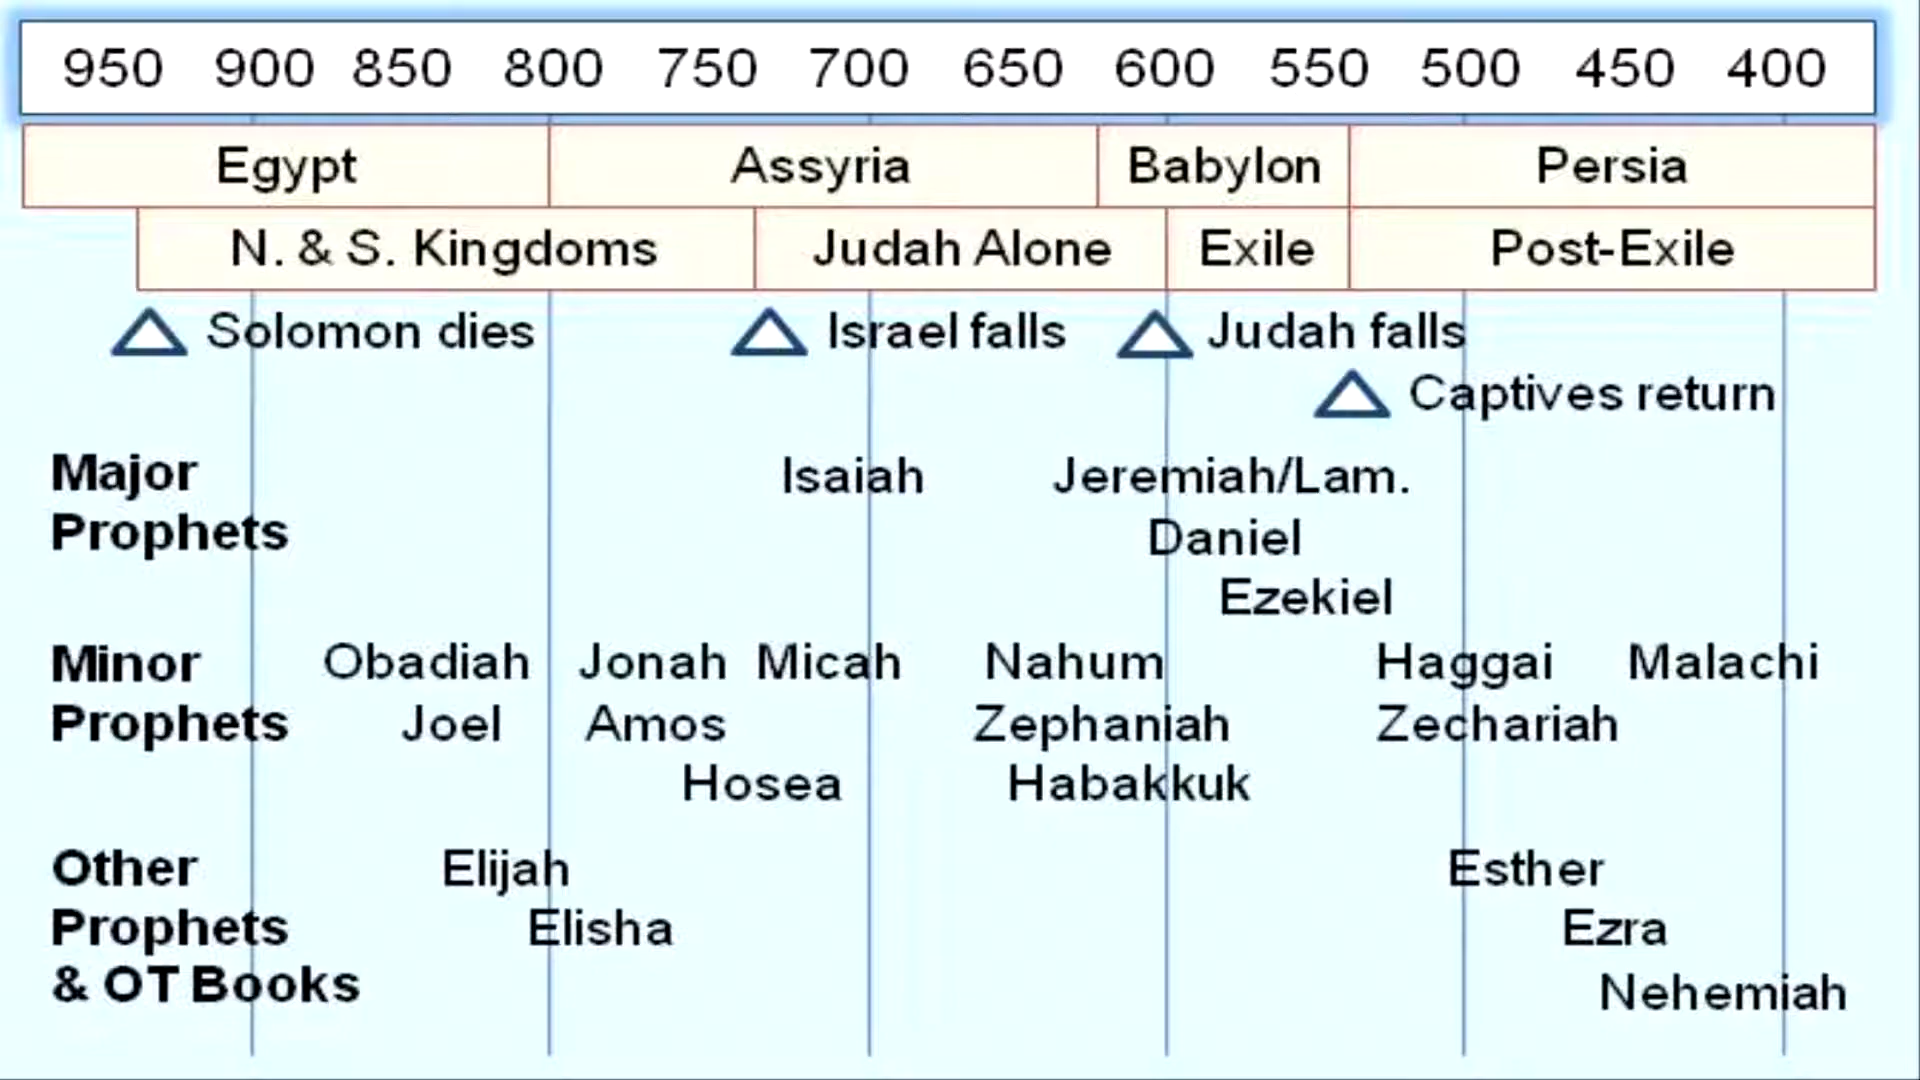 950 900 850 800 750 700 650 600 550 500 450 400
Egypt Assyria Babylon Persia
N. & S. Kingdoms Judah Alone Exile Post-Exile
Solomon dies Israel falls Judah falls
Captives return
Major Isaiah Jeremiah/Lam.
Prophets Daniel
Ezekiel
Minor Obadiah Jonah Micah Nahum Haggai Malachi
Prophets Joel Amos Zephaniah Zechariah
Hosea Habakkuk
Other Elijah Esther
Prophets Elisha Ezra
& OT Books Nehemiah